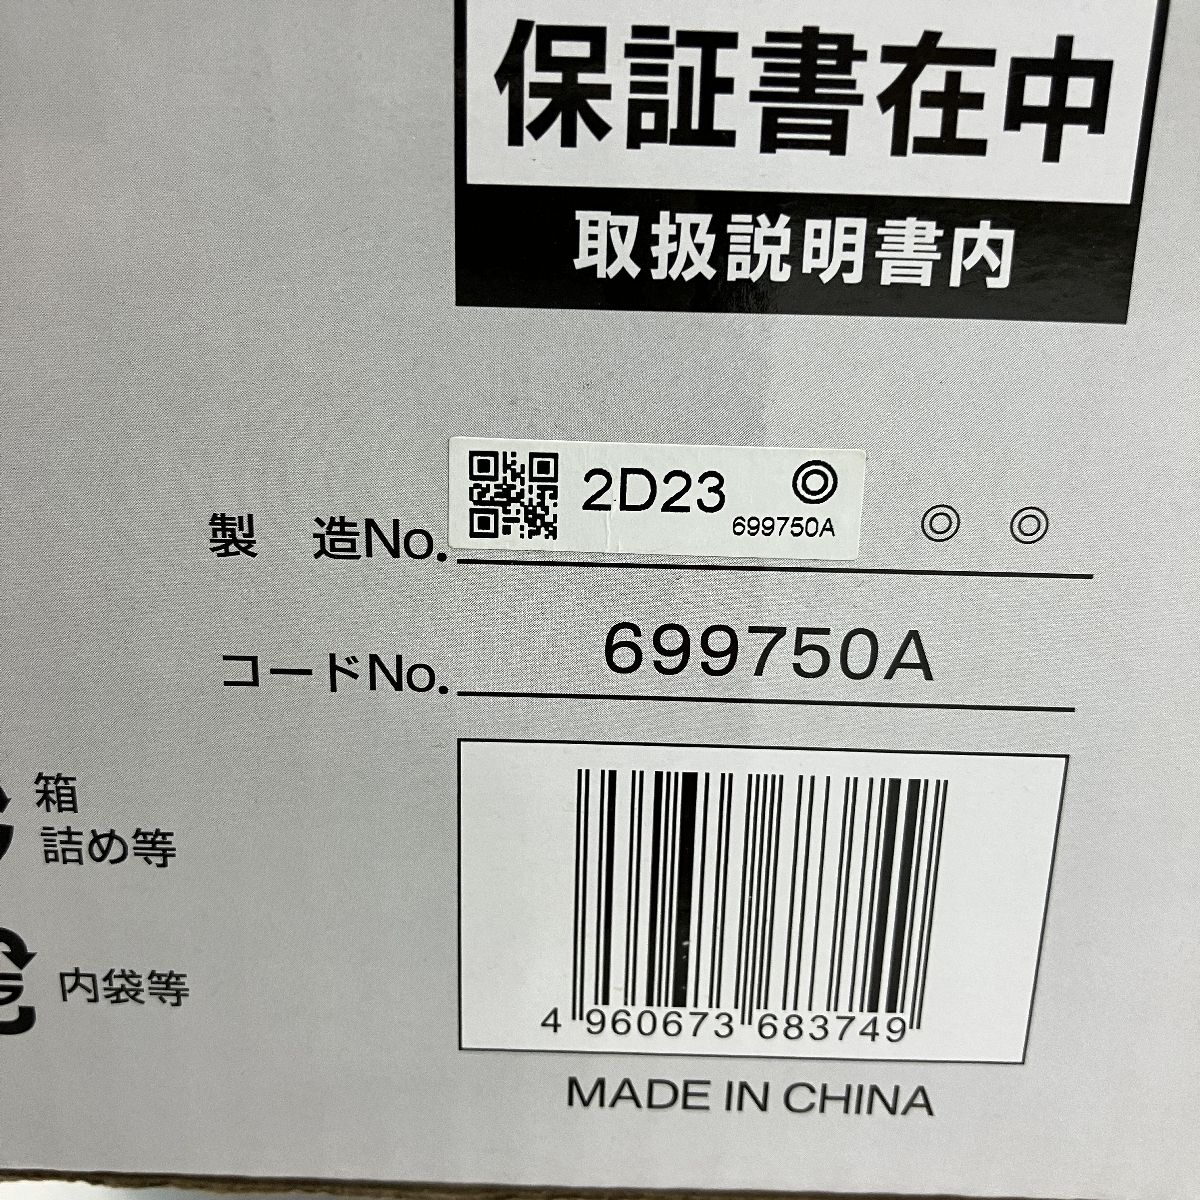 保証書在中
取扱説明書内
2D23 ◎
699750A
製 造No.
◎ ◎
コードNo. 699750A
箱
詰め等
内袋等
4 960673 683749
MADE IN CHINA